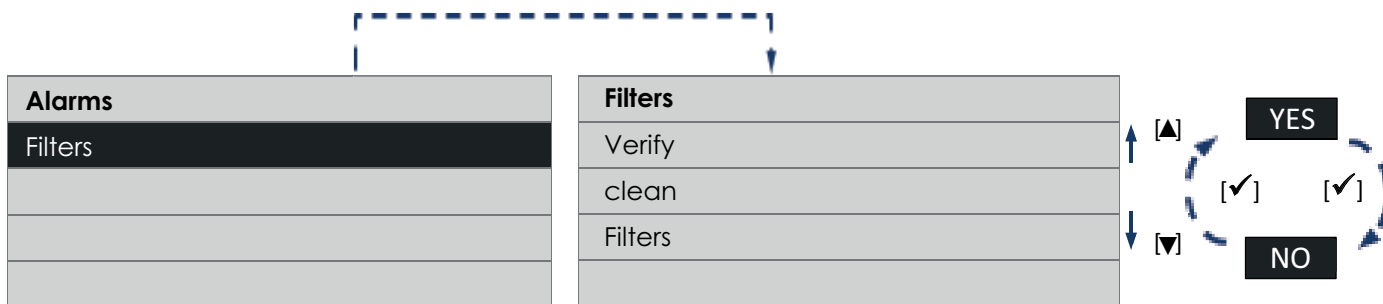 Alarms
Filters
Filters
Verify
clean
Filters
[▲]
[▼]
YES
[✓] [✓]
NO